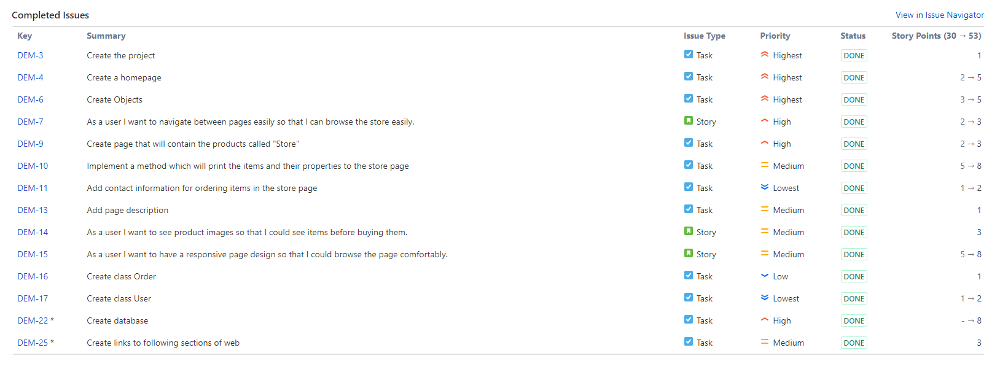 Completed Issues View in Issue Navigator
Key Summary Issue Type Priority Status Story Points (30 → 53)
DEM-3 Create the project Task Highest DONE 1
DEM-4 Create a homepage Task Highest DONE 2 → 5
DEM-6 Create Objects Task Highest DONE 3 → 5
DEM-7 As a user I want to navigate between pages easily so that I can browse the store easily. Story High DONE 2 → 3
DEM-9 Create page that will contain the products called "Store" Task High DONE 2 → 3
DEM-10 Implement a method which will print the items and their properties to the store page Task Medium DONE 5 → 8
DEM-11 Add contact information for ordering items in the store page Task Lowest DONE 1 → 2
DEM-13 Add page description Task Medium DONE 1
DEM-14 As a user I want to see product images so that I could see items before buying them. Story Medium DONE 3
DEM-15 As a user I want to have a responsive page design so that I could browse the page comfortably. Story Medium DONE 5 → 8
DEM-16 Create class Order Task Low DONE 1
DEM-17 Create class User Task Lowest DONE 1 → 2
DEM-22 * Create database Task High DONE - → 8
DEM-25 * Create links to following sections of web Task Medium DONE 3